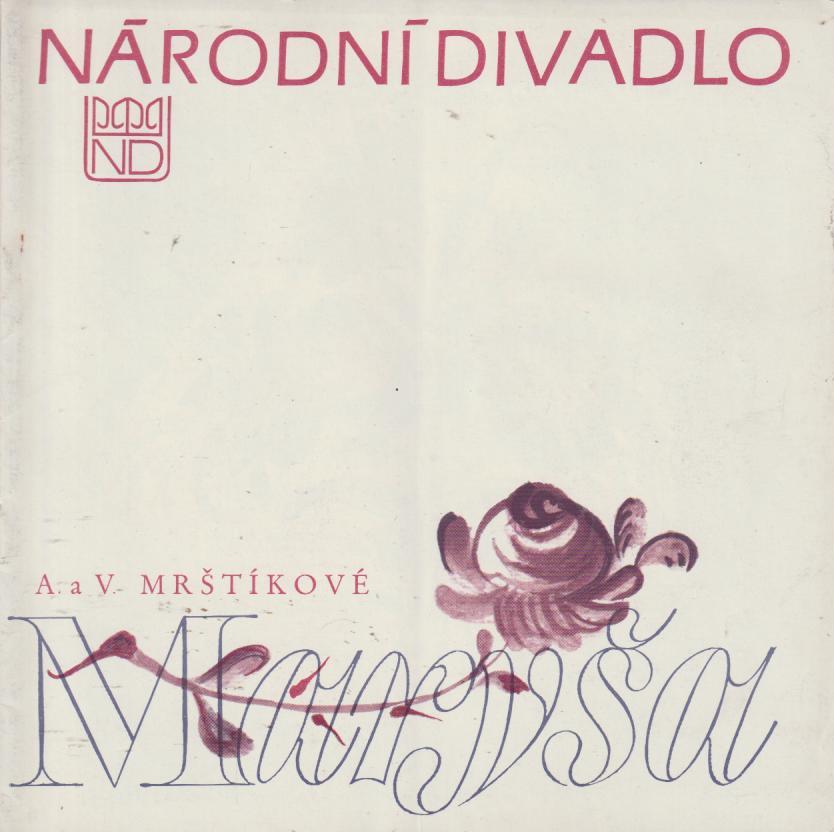 NÁRODNÍ DIVADLO
ND
A. a V. MRŠTÍKOVÉ
Maryša